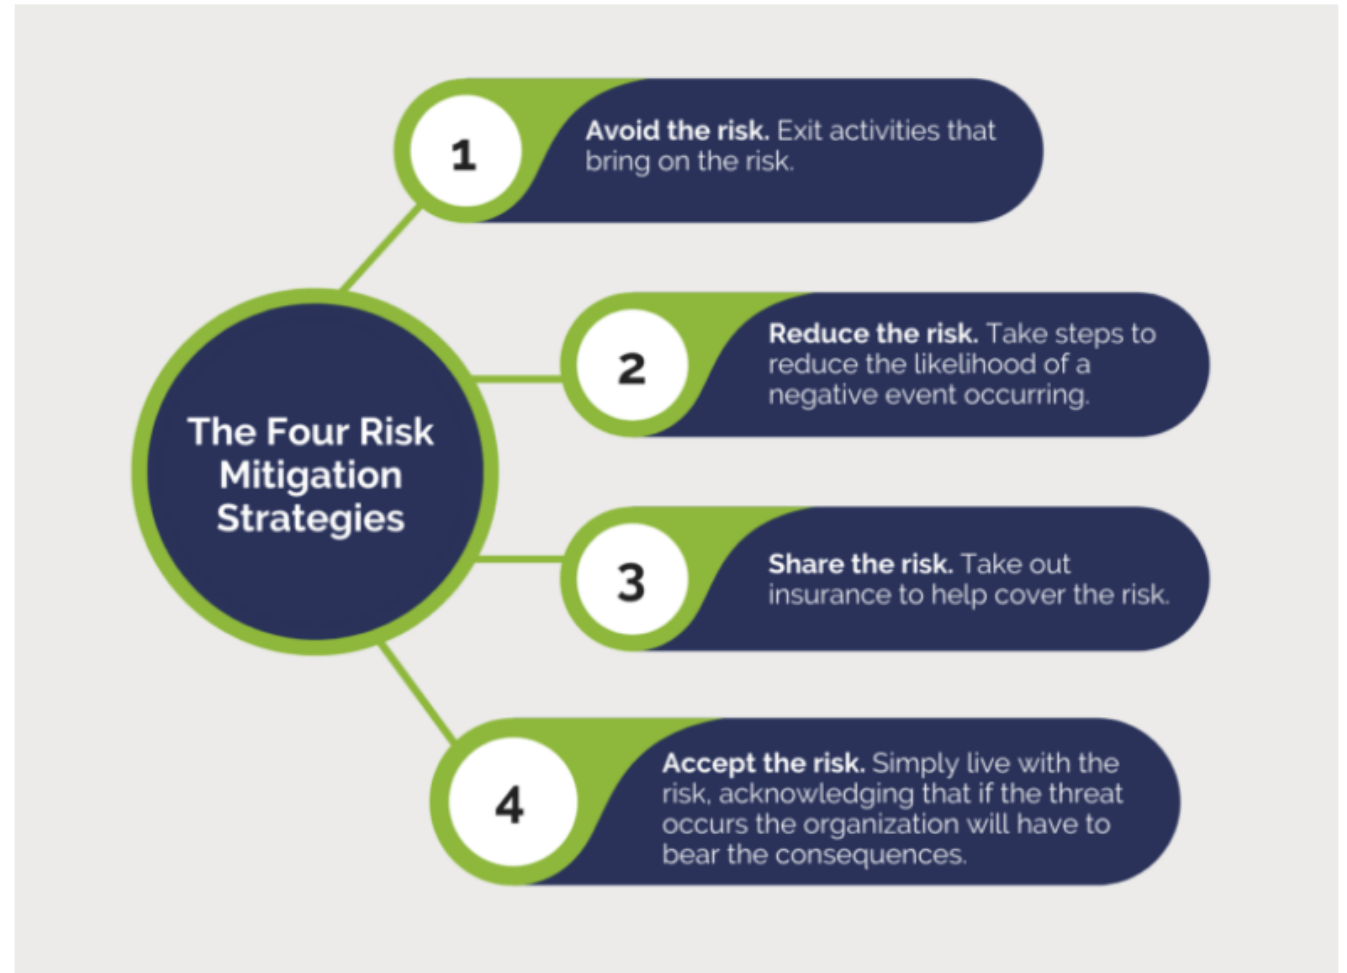 The Four Risk
Mitigation
Strategies
1
Avoid the risk. Exit activities that
bring on the risk.
2
Reduce the risk. Take steps to
reduce the likelihood of a
negative event occurring.
3
Share the risk. Take out
insurance to help cover the risk.
4
Accept the risk. Simply live with the
risk, acknowledging that if the threat
occurs the organization will have to
bear the consequences.